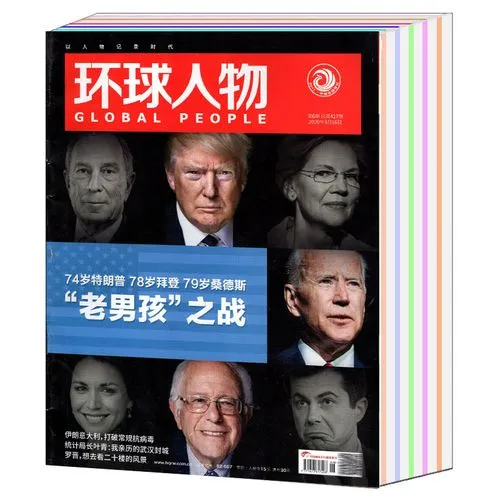 以人物记录时代
环球人物
GLOBAL PEOPLE
74岁特朗普 78岁拜登 79岁桑德斯
“老男孩”之战
伊朗意大利，打破常规抗病毒
统计局长叶青：我亲历的武汉封城
罗晋，想去看二十楼的风景